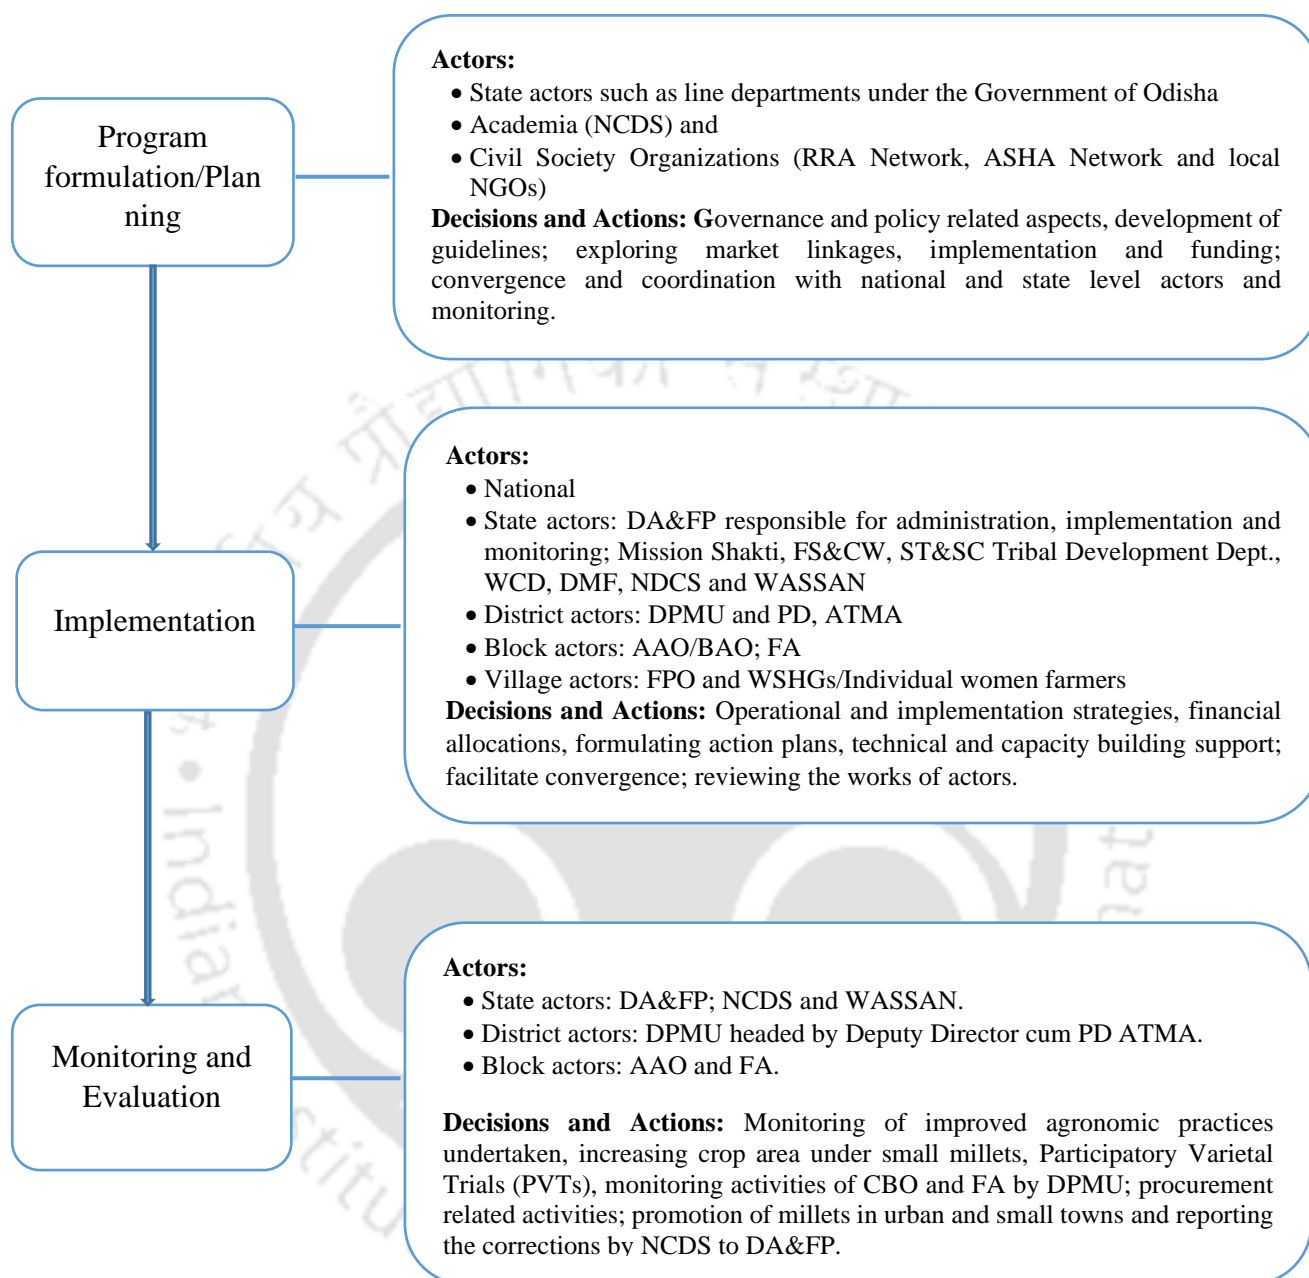 Program
formulation/Plan
ning
Actors:
• State actors such as line departments under the Government of Odisha
• Academia (NCDS) and
• Civil Society Organizations (RRA Network, ASHA Network and local
NGOs)
Decisions and Actions: Governance and policy related aspects, development of
guidelines; exploring market linkages, implementation and funding;
convergence and coordination with national and state level actors and
monitoring.
Implementation
Actors:
• National
• State actors: DA&FP responsible for administration, implementation and
monitoring; Mission Shakti, FS&CW, ST&SC Tribal Development Dept.,
WCD, DMF, NDCS and WASSAN
• District actors: DPMU and PD, ATMA
• Block actors: AAO/BAO; FA
• Village actors: FPO and WSHGs/Individual women farmers
Decisions and Actions: Operational and implementation strategies, financial
allocations, formulating action plans, technical and capacity building support;
facilitate convergence; reviewing the works of actors.
Monitoring and
Evaluation
Actors:
• State actors: DA&FP; NCDS and WASSAN.
• District actors: DPMU headed by Deputy Director cum PD ATMA.
• Block actors: AAO and FA.
Decisions and Actions: Monitoring of improved agronomic practices
undertaken, increasing crop area under small millets, Participatory Varietal
Trials (PVTs), monitoring activities of CBO and FA by DPMU; procurement
related activities; promotion of millets in urban and small towns and reporting
the corrections by NCDS to DA&FP.
Indian